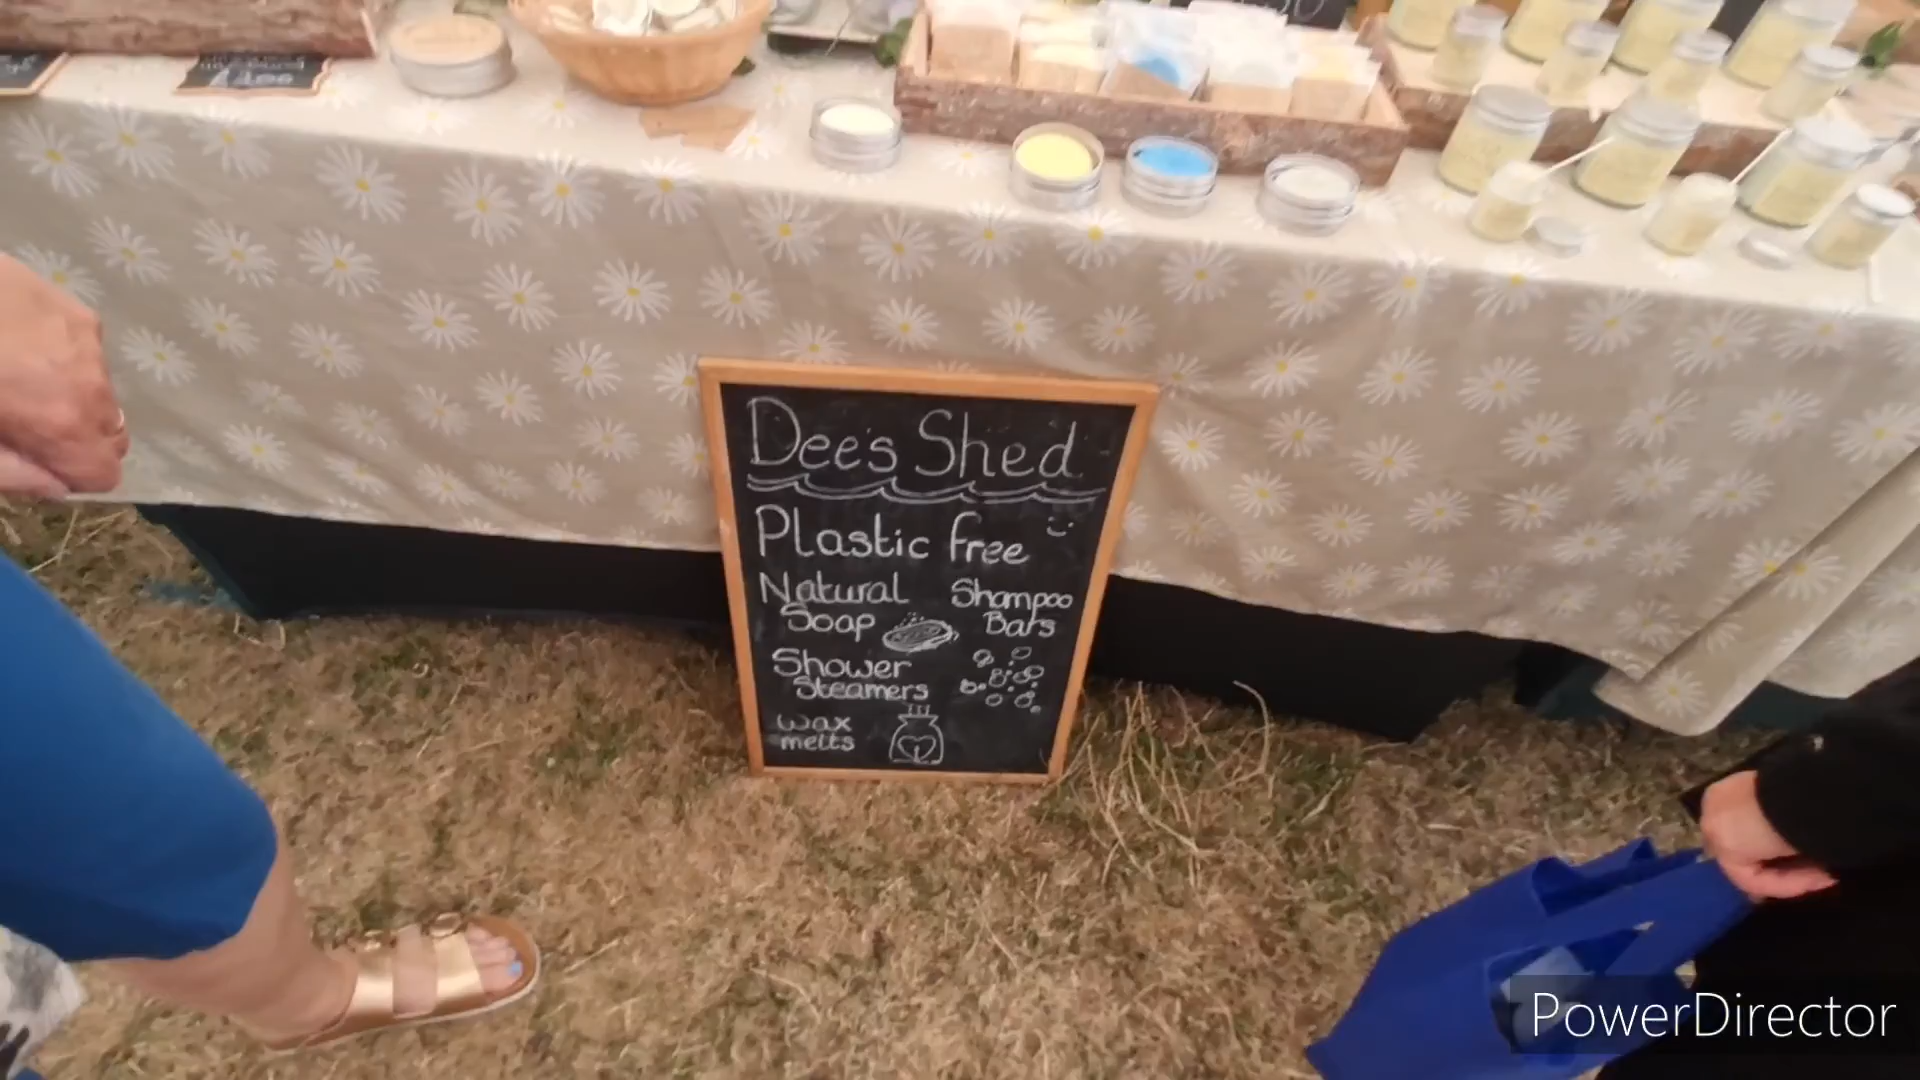 Dee's Shed
Plastic free
Natural Soap
Shampoo Bars
Shower Steamers
Wax melts
PowerDirector